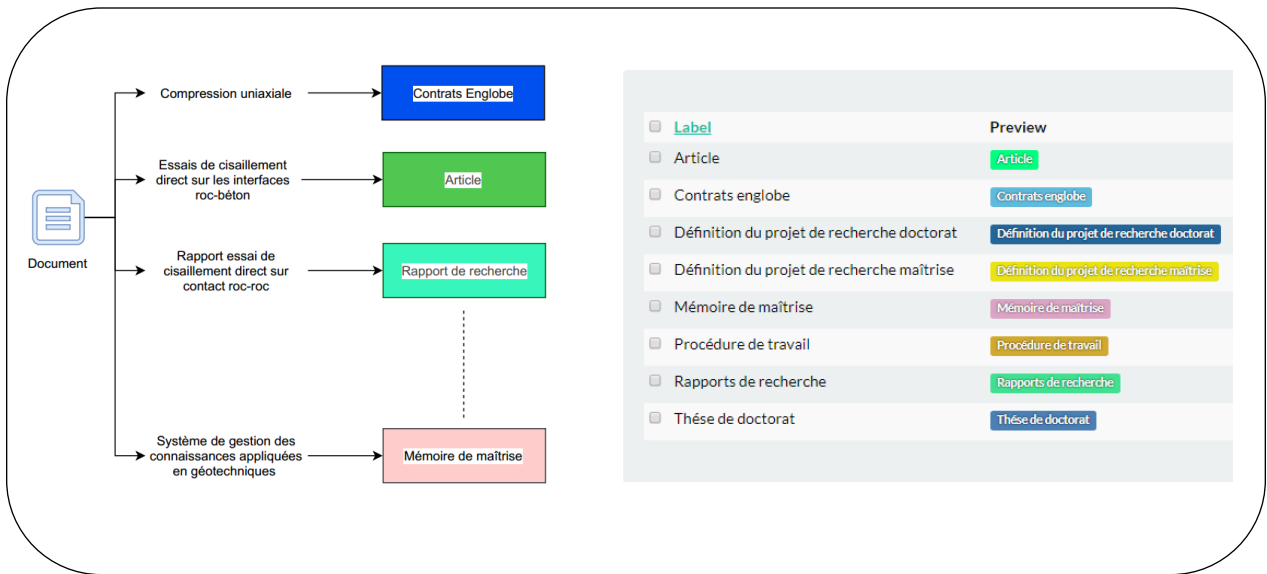 Compression uniaxiale
Contrats Englobe
Essais de cisaillement
direct sur les interfaces
roc-béton
Article
Document
Rapport essai de
cisaillement direct sur
contact roc-roc
Rapport de recherche
Système de gestion des
connaissances appliquées
en géotechniques
Mémoire de maîtrise
Label Preview
Article Article
Contrats englobe Contrats englobe
Définition du projet de recherche doctorat Définition du projet de recherche doctorat
Définition du projet de recherche maîtrise Définition du projet de recherche maîtrise
Mémoire de maîtrise Mémoire de maîtrise
Procédure de travail Procédure de travail
Rapports de recherche Rapports de recherche
Thése de doctorat Thése de doctorat